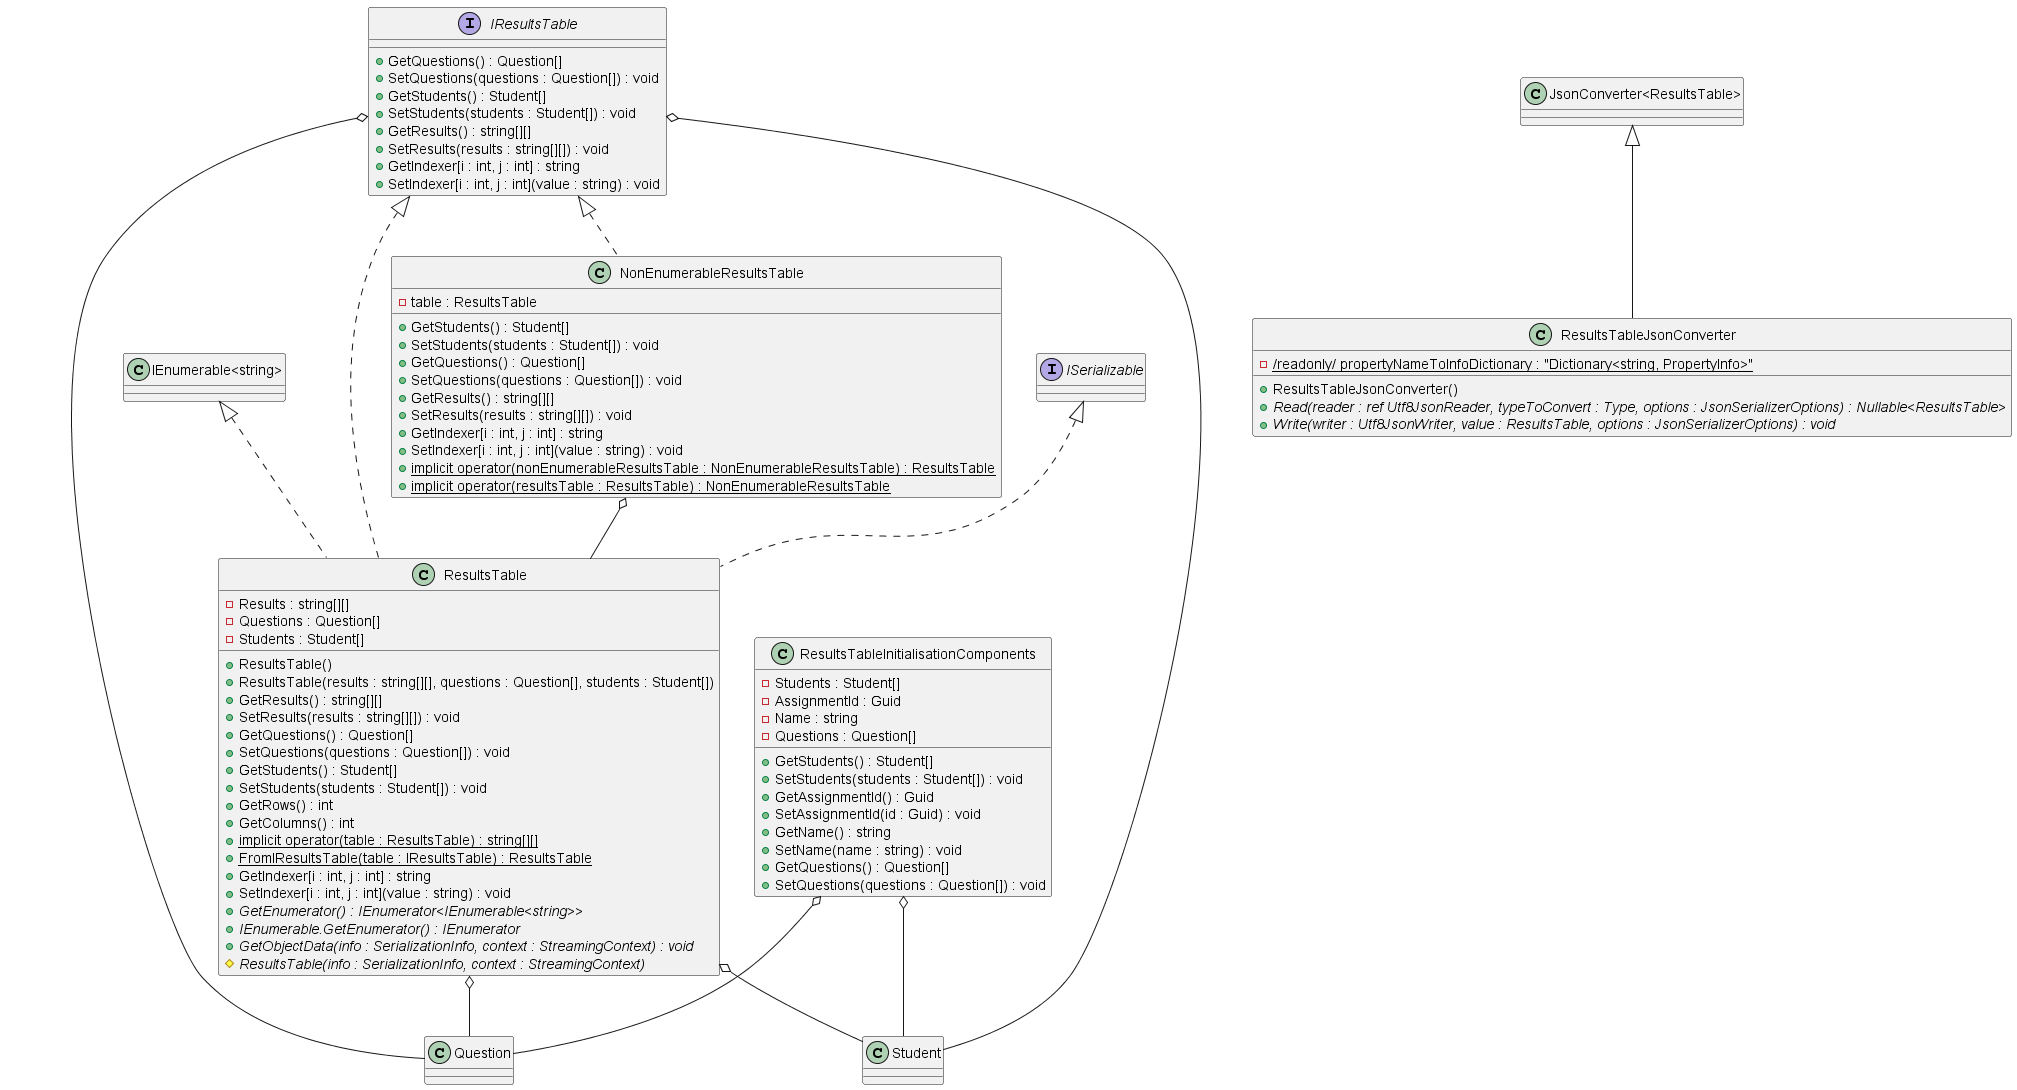 I IResultsTable
GetQuestions() : Question[]
SetQuestions(questions : Question[]) : void
GetStudents() : Student[]
SetStudents(students : Student[]) : void
GetResults() : string[][]
SetResults(results : string[][]) : void
GetIndexer[i : int, j : int] : string
SetIndexer[i : int, j : int](value : string) : void
C JsonConverter<ResultsTable>
C NonEnumerableResultsTable
table : ResultsTable
GetStudents() : Student[]
SetStudents(students : Student[]) : void
GetQuestions() : Question[]
SetQuestions(questions : Question[]) : void
GetResults() : string[][]
SetResults(results : string[][]) : void
GetIndexer[i : int, j : int] : string
SetIndexer[i : int, j : int](value : string) : void
implicit operator(nonEnumerableResultsTable : NonEnumerableResultsTable) : ResultsTable
implicit operator(resultsTable : ResultsTable) : NonEnumerableResultsTable
C IEnumerable<string>
I ISerializable
C ResultsTableJsonConverter
/readonly/ propertyNameToInfoDictionary : "Dictionary<string, PropertyInfo>"
ResultsTableJsonConverter()
Read(reader : ref Utf8JsonReader, typeToConvert : Type, options : JsonSerializerOptions) : Nullable<ResultsTable>
Write(writer : Utf8JsonWriter, value : ResultsTable, options : JsonSerializerOptions) : void
C ResultsTable
Results : string[][]
Questions : Question[]
Students : Student[]
ResultsTable()
ResultsTable(results : string[][], questions : Question[], students : Student[])
GetResults() : string[][]
SetResults(results : string[][]) : void
GetQuestions() : Question[]
SetQuestions(questions : Question[]) : void
GetStudents() : Student[]
SetStudents(students : Student[]) : void
GetRows() : int
GetColumns() : int
implicit operator(table : ResultsTable) : string[][]
FromIResultsTable(table : IResultsTable) : ResultsTable
GetIndexer[i : int, j : int] : string
SetIndexer[i : int, j : int](value : string) : void
GetEnumerator() : IEnumerator<IEnumerable<string>>
IEnumerable.GetEnumerator() : IEnumerator
GetObjectData(info : SerializationInfo, context : StreamingContext) : void
ResultsTable(info : SerializationInfo, context : StreamingContext)
C ResultsTableInitialisationComponents
Students : Student[]
AssignmentId : Guid
Name : string
Questions : Question[]
GetStudents() : Student[]
SetStudents(students : Student[]) : void
GetAssignmentId() : Guid
SetAssignmentId(id : Guid) : void
GetName() : string
SetName(name : string) : void
GetQuestions() : Question[]
SetQuestions(questions : Question[]) : void
C Question
C Student